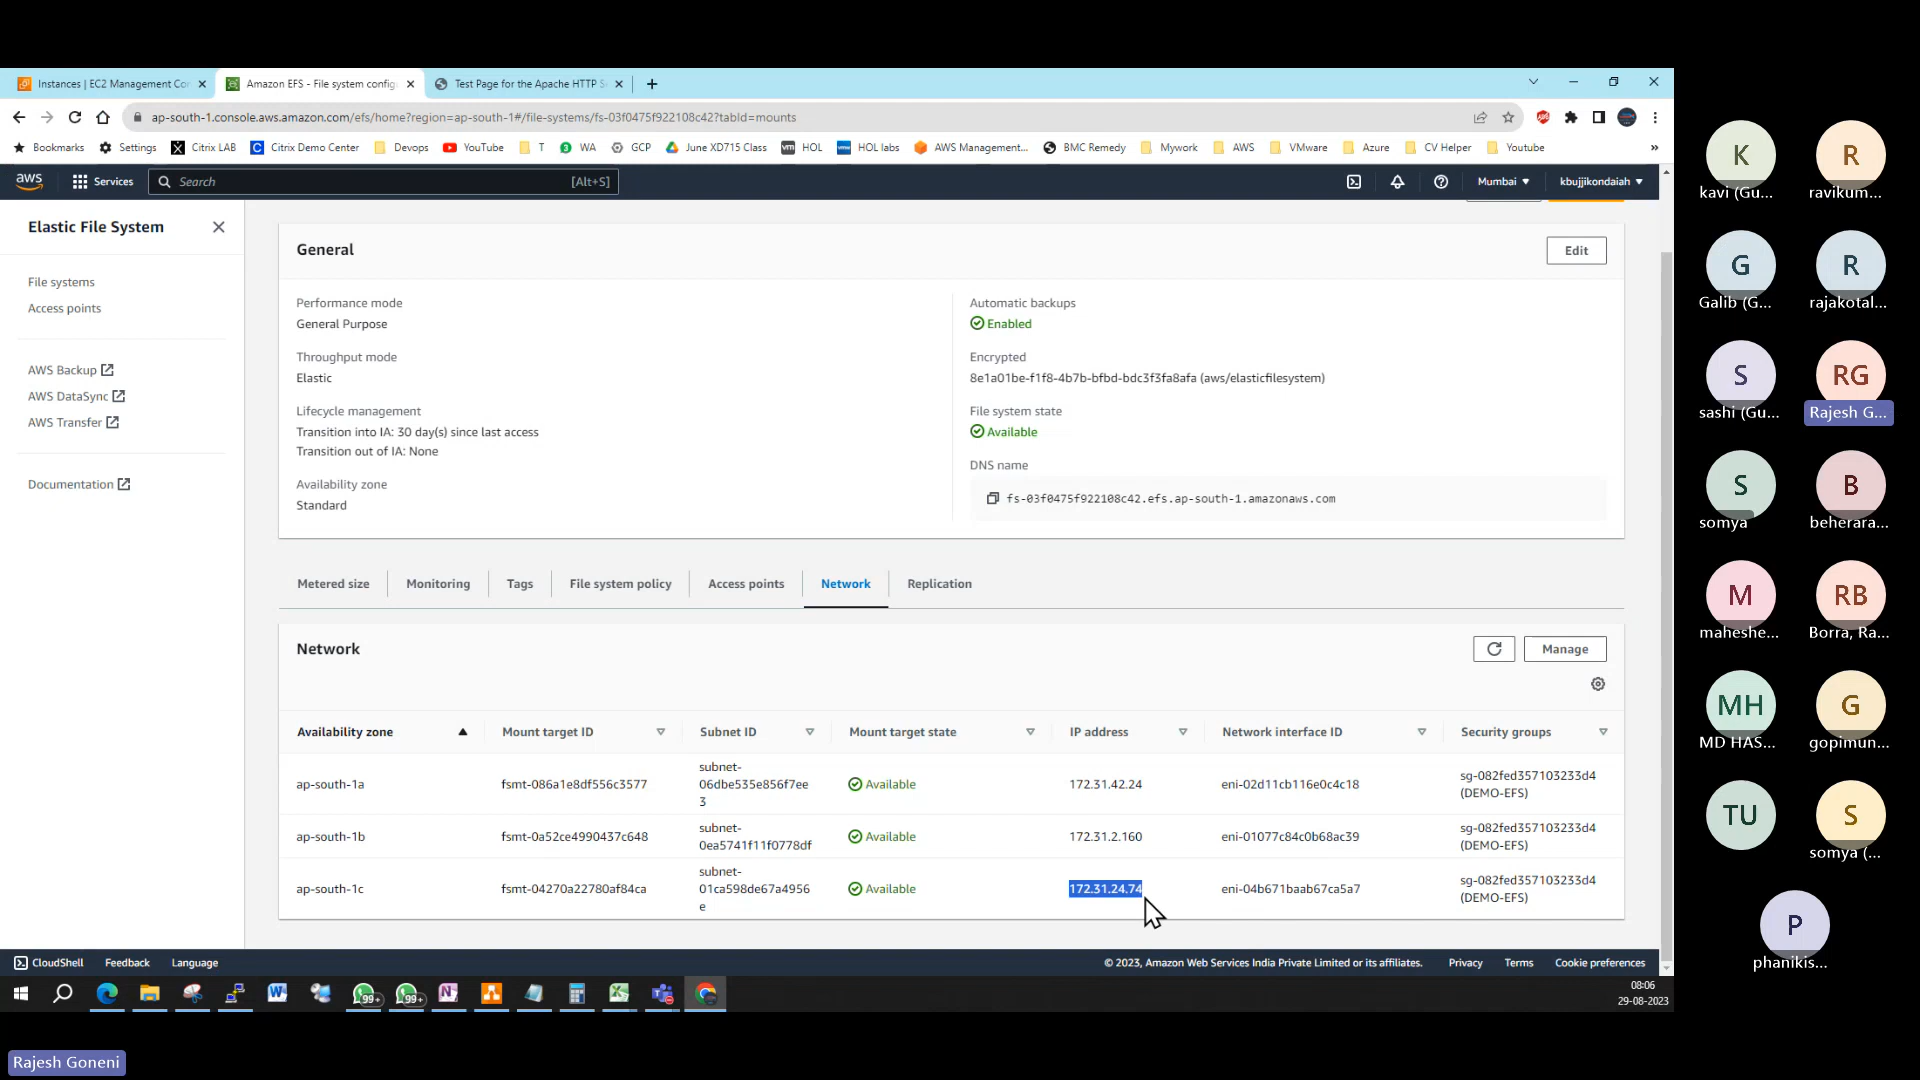 Instances | EC2 Management Con
Amazon EFS - File system config
Test Page for the Apache HTTP S
ap-south-1.console.aws.amazon.com/efs/home?region=ap-south-1#/file-systems/fs-03f0475f922108c42?tabId=mounts
Bookmarks
Settings
Citrix LAB
Citrix Demo Center
Devops
YouTube
T
WA
GCP
June XD715 Class
HOL
HOL labs
AWS Management...
BMC Remedy
Mywork
AWS
VMware
Azure
CV Helper
Youtube
»
aws
Services
Search
[Alt+S]
Mumbai
kbujjikondaiah
Elastic File System
File systems
Access points
AWS Backup
AWS DataSync
AWS Transfer
Documentation
General
Edit
Performance mode
General Purpose
Throughput mode
Elastic
Lifecycle management
Transition into IA: 30 day(s) since last access
Transition out of IA: None
Availability zone
Standard
Automatic backups
Enabled
Encrypted
8e1a01be-f1f8-4b7b-bfbd-bdc3f3fa8afa (aws/elasticfilesystem)
File system state
Available
DNS name
fs-03f0475f922108c42.efs.ap-south-1.amazonaws.com
Metered size
Monitoring
Tags
File system policy
Access points
Network
Replication
Network
Manage
Availability zone
Mount target ID
Subnet ID
Mount target state
IP address
Network interface ID
Security groups
ap-south-1a
fsmt-086a1e8df556c3577
subnet-
06dbe535e856f7ee
3
Available
172.31.42.24
eni-02d11cb116e0c4c18
sg-082fed357103233d4
(DEMO-EFS)
ap-south-1b
fsmt-0a52ce4990437c648
subnet-
0ea5741f11f0778df
Available
172.31.2.160
eni-01077c84c0b68ac39
sg-082fed357103233d4
(DEMO-EFS)
ap-south-1c
fsmt-04270a22780af84ca
subnet-
01ca598de67a4956
e
Available
172.31.24.74
eni-04b671baab67ca5a7
sg-082fed357103233d4
(DEMO-EFS)
CloudShell
Feedback
Language
© 2023, Amazon Web Services India Private Limited or its affiliates.
Privacy
Terms
Cookie preferences
99+
99+
08:06
29-08-2023
Rajesh Goneni
K
kavi (Gu...
R
ravikum...
G
Galib (G...
R
rajakotal...
S
sashi (Gu...
RG
Rajesh G...
S
somya
B
beherara...
M
maheshe...
RB
Borra, Ra...
MH
MD HAS...
G
gopimun...
TU
S
somya (...
P
phanikis...